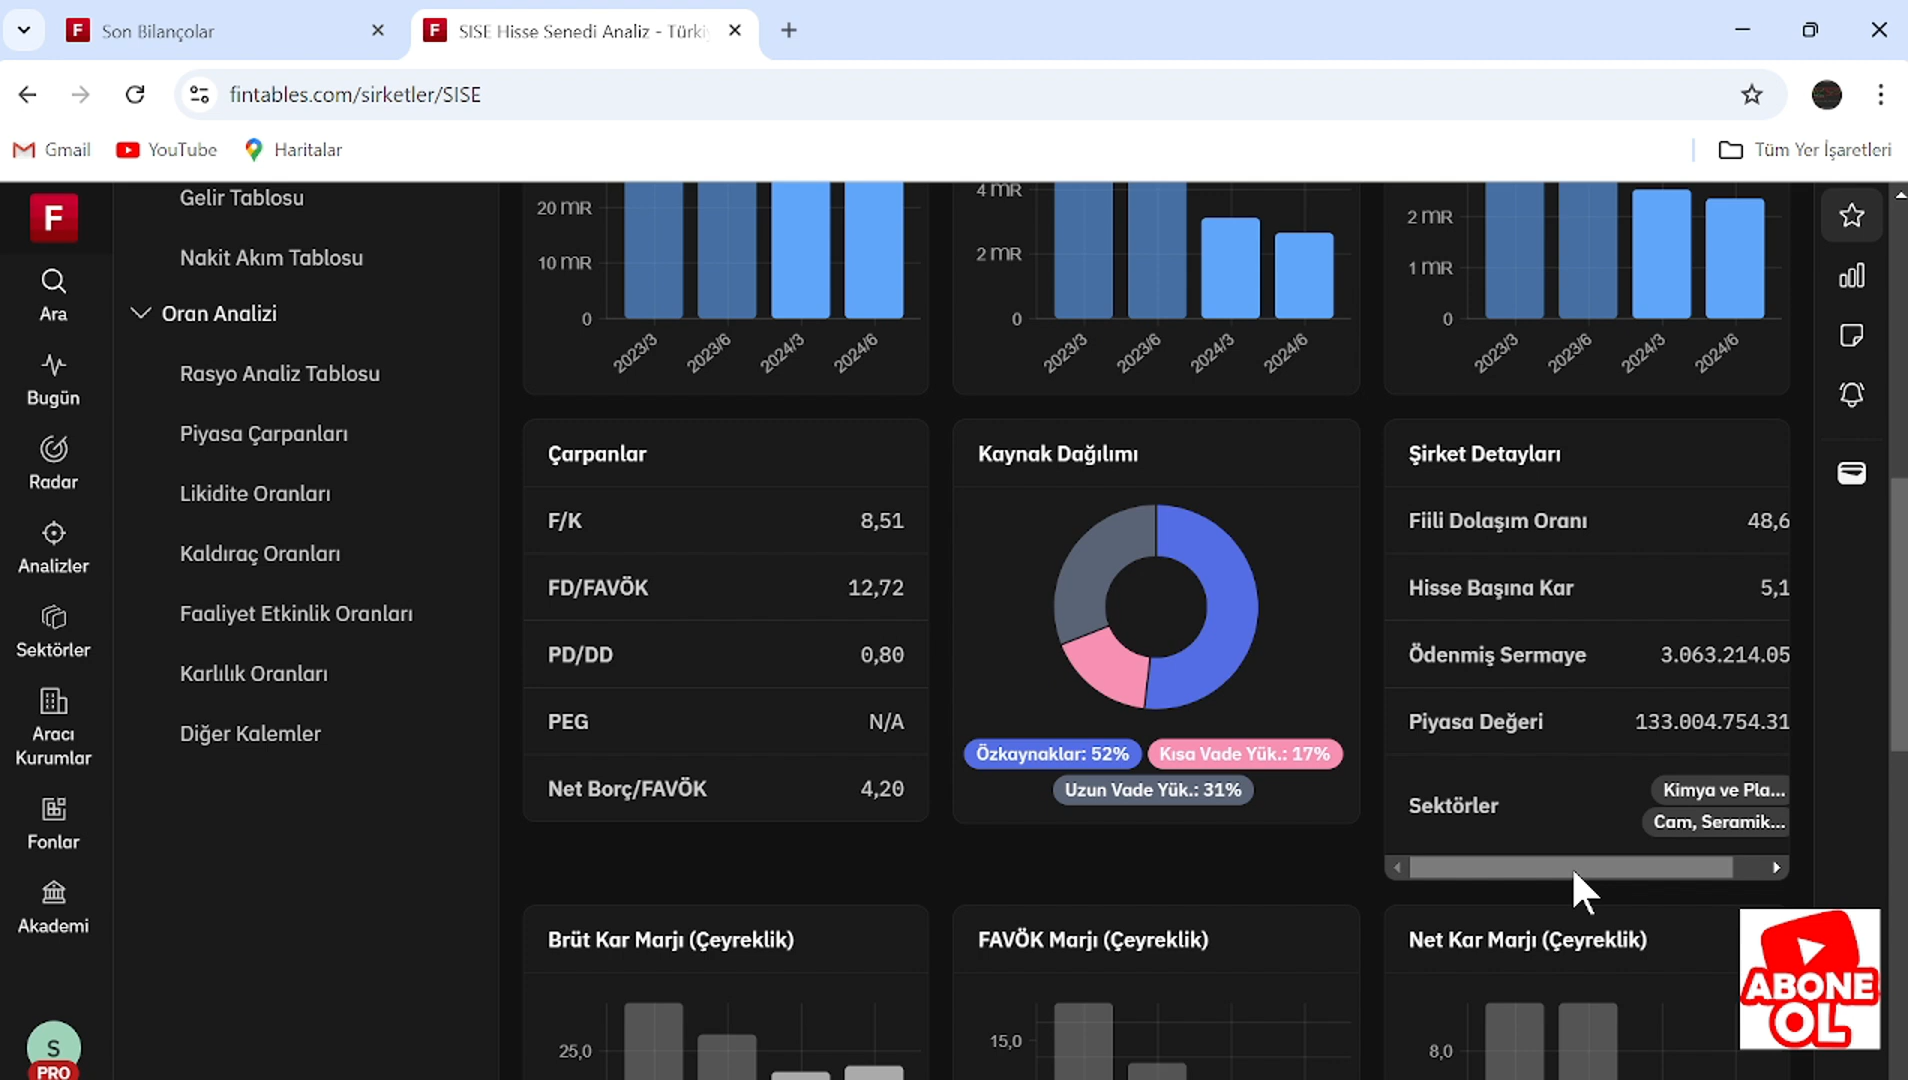 Son Bilançolar
SISE Hisse Senedi Analiz - Türki
fintables.com/sirketler/SISE
Gmail
YouTube
Haritalar
Tüm Yer İşaretleri
F
Ara
Bugün
Radar
Analizler
Sektörler
Aracı
Kurumlar
Fonlar
Akademi
S
PRO
Gelir Tablosu
Nakit Akım Tablosu
Oran Analizi
Rasyo Analiz Tablosu
Piyasa Çarpanları
Likidite Oranları
Kaldıraç Oranları
Faaliyet Etkinlik Oranları
Karlılık Oranları
Diğer Kalemler
20 mR
10 mR
0
2023/3 2023/6 2024/3 2024/6
4 mR
2 mR
0
2023/3 2023/6 2024/3 2024/6
2 mR
1 mR
0
2023/3 2023/6 2024/3 2024/6
Çarpanlar
F/K 8,51
FD/FAVÖK 12,72
PD/DD 0,80
PEG N/A
Net Borç/FAVÖK 4,20
Kaynak Dağılımı
Özkaynaklar: 52% Kısa Vade Yük.: 17%
Uzun Vade Yük.: 31%
Şirket Detayları
Fiili Dolaşım Oranı 48,6
Hisse Başına Kar 5,1
Ödenmiş Sermaye 3.063.214.05
Piyasa Değeri 133.004.754.31
Sektörler
Kimya ve Pla...
Cam, Seramik...
Brüt Kar Marjı (Çeyreklik)
25,0
FAVÖK Marjı (Çeyreklik)
15,0
Net Kar Marjı (Çeyreklik)
8,0
ABONE
OL